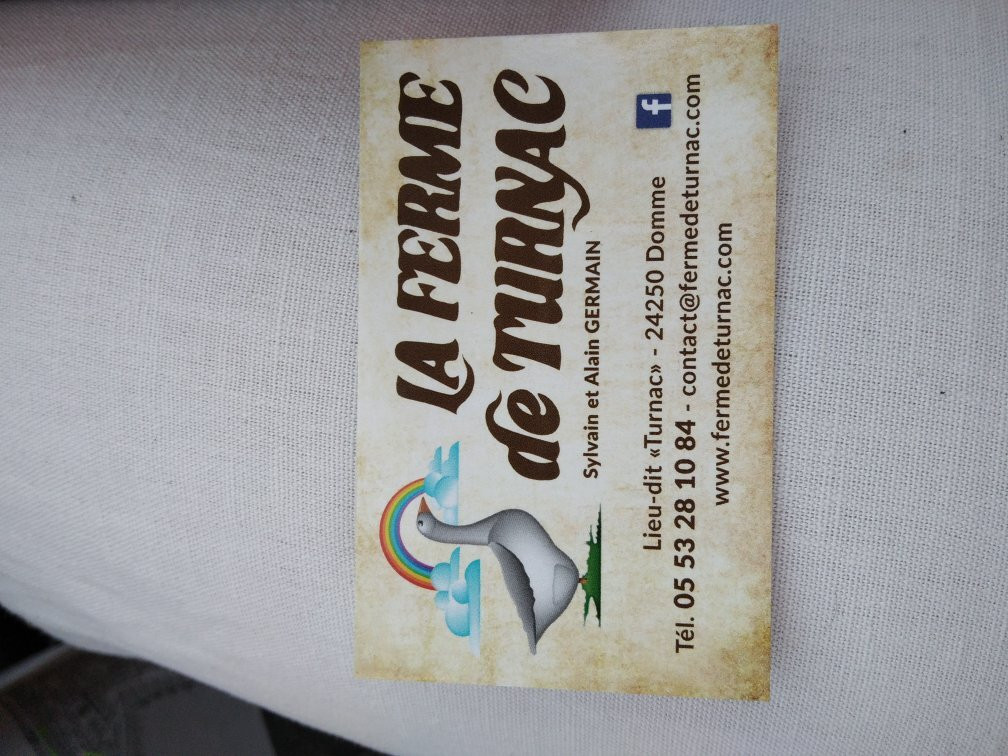 LA FERME
de TURNAC
Sylvain et Alain GERMAIN
f
Lieu-dit «Turnac» - 24250 Domme
Tél. 05 53 28 10 84 - contact@fermedeturnac.com
www.fermedeturnac.com